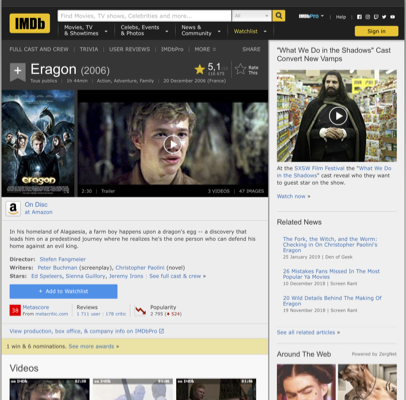 IMDb
Find Movies, TV shows, Celebrities and more...
All
IMDbPro
Help
Movies, TV & Showtimes
Celebs, Events & Photos
News & Community
Watchlist
Sign in
FULL CAST AND CREW | TRIVIA | USER REVIEWS | IMDbPro | MORE
SHARE
Eragon (2006)
5,1
Rate This
Tous publics | 1h 44min | Action, Adventure, Family | 20 December 2006 (France)
eragon
2:30 | Trailer
3 VIDEOS | 47 IMAGES
On Disc
at Amazon
In his homeland of Alagaesia, a farm boy happens upon a dragon's egg -- a discovery that
leads him on a predestined journey where he realizes he's the one person who can defend
his home against an evil king.
Director: Stefan Fangmeier
Writers: Peter Buchman (screenplay), Christopher Paolini (novel)
Stars: Ed Speleers, Sienna Guillory, Jeremy Irons | See full cast & crew »
+ Add to Watchlist
Metascore
From metacritic.com
Reviews
1 711 user | 178 critic
Popularity
2 795
View production, box office, & company info on IMDbPro
1 win & 6 nominations. See more awards »
Videos
"What We Do in the Shadows" Cast
Convert New Vamps
At the SXSW Film Festival the "What We Do
in the Shadows" cast reveal who they want
to guest star on the show.
Watch now »
Related News
The Fork, the Witch, and the Worm:
Checking in On Christopher Paolini's
Eragon
25 January 2019 | Den of Geek
26 Mistakes Fans Missed In The Most
Popular Ya Movies
10 December 2018 | Screen Rant
20 Wild Details Behind The Making Of
Eragon
19 November 2018 | Screen Rant
See all related articles »
Around The Web
Powered by ZergNet